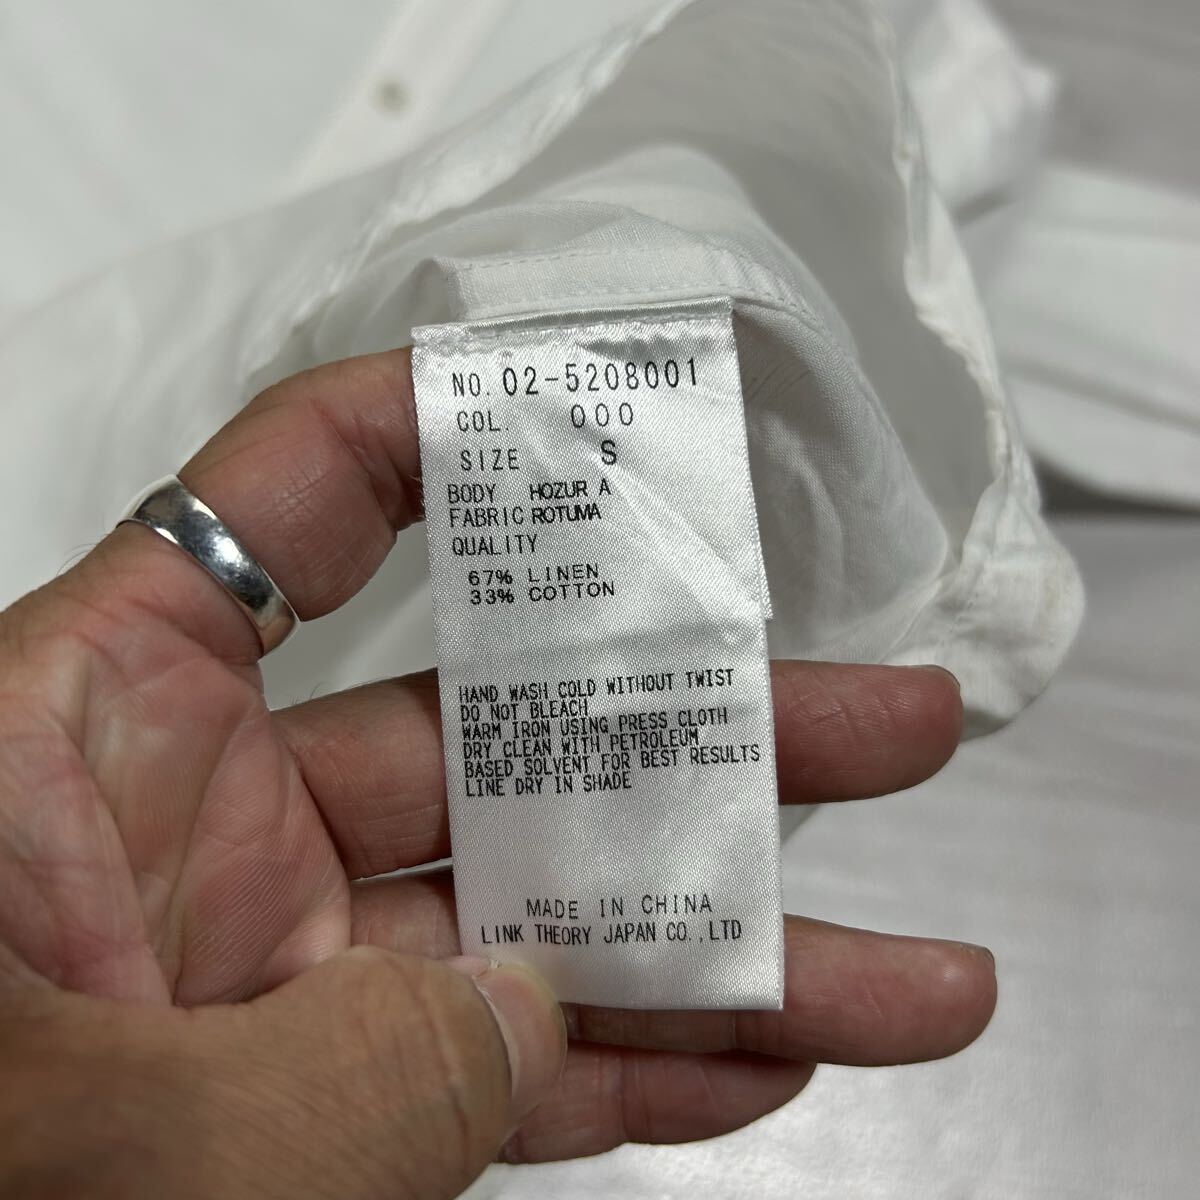 NO. 02-5208001
COL. 000
SIZE S
BODY HOZUR A
FABRIC ROTUMA
QUALITY
67% LINEN
33% COTTON
HAND WASH COLD WITHOUT TWIST
DO NOT BLEACH
WARM IRON USING PRESS CLOTH
DRY CLEAN WITH PETROLEUM
BASED SOLVENT FOR BEST RESULTS
LINE DRY IN SHADE
MADE IN CHINA
LINK THEORY JAPAN CO.,LTD